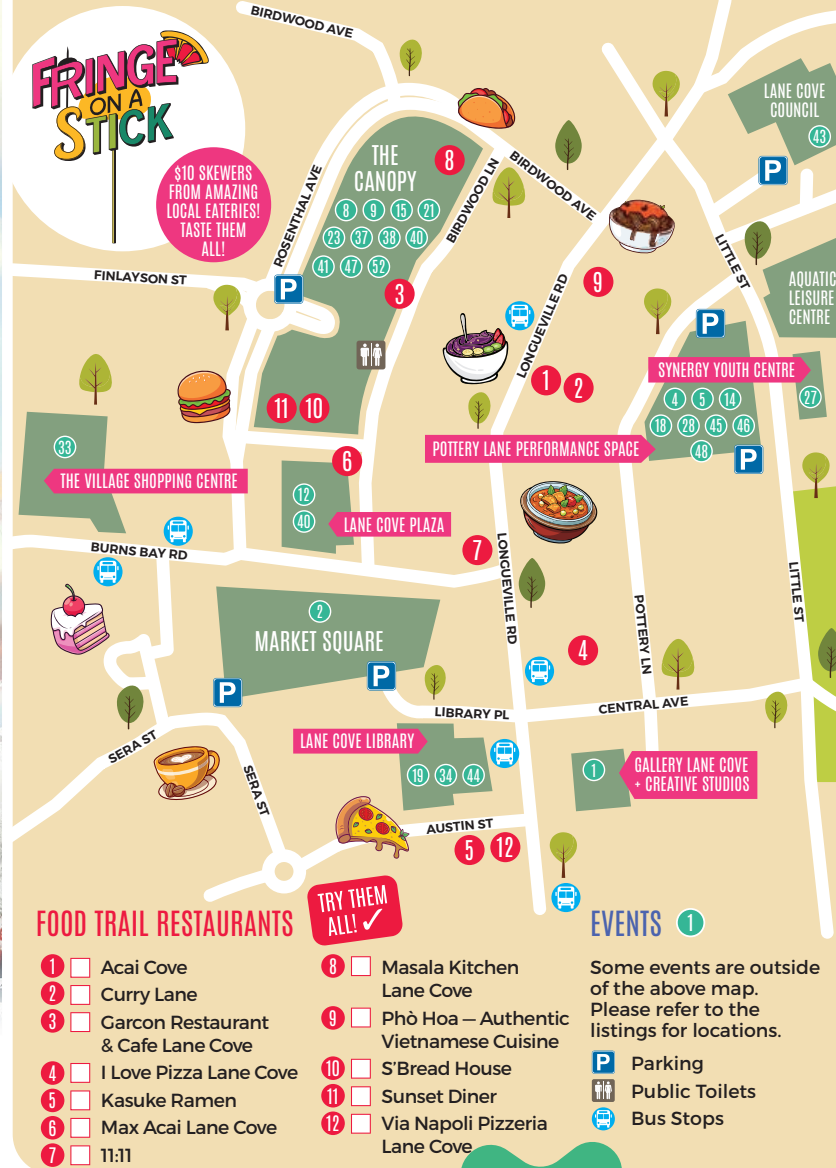 BIRDWOOD AVE
FRINGE
ON A
STICK
$10 SKEWERS
FROM AMAZING
LOCAL EATERIES!
TASTE THEM
ALL!
ROSENTHAL AVE
THE
CANOPY
8
8 9 15 21
23 37 38 40
41 47 52
3
BIRDWOOD LN
BIRDWOOD AVE
LANE COVE
COUNCIL
43
P
LITTLE ST
AQUATIC
LEISURE
CENTRE
FINLAYSON ST
P
LONGUEVILLE RD
9
P
1 2
SYNERGY YOUTH CENTRE
27
4 5 14
18 28 45 46
48
P
POTTERY LANE PERFORMANCE SPACE
11 10
33
THE VILLAGE SHOPPING CENTRE
6
12
40
LANE COVE PLAZA
BURNS BAY RD
7
LONGUEVILLE RD
POTTERY LN
LITTLE ST
2
MARKET SQUARE
P
P
4
LIBRARY PL
CENTRAL AVE
SERA ST
SERA ST
LANE COVE LIBRARY
19 34 44
1
GALLERY LANE COVE
+ CREATIVE STUDIOS
AUSTIN ST
5 12
FOOD TRAIL RESTAURANTS
TRY THEM
ALL! ✓
1 Acai Cove
2 Curry Lane
3 Garcon Restaurant
& Cafe Lane Cove
4 I Love Pizza Lane Cove
5 Kasuke Ramen
6 Max Acai Lane Cove
7 11:11
8 Masala Kitchen
Lane Cove
9 Phò Hoa — Authentic
Vietnamese Cuisine
10 S'Bread House
11 Sunset Diner
12 Via Napoli Pizzeria
Lane Cove
EVENTS 1
Some events are outside
of the above map.
Please refer to the
listings for locations.
P Parking
Public Toilets
Bus Stops